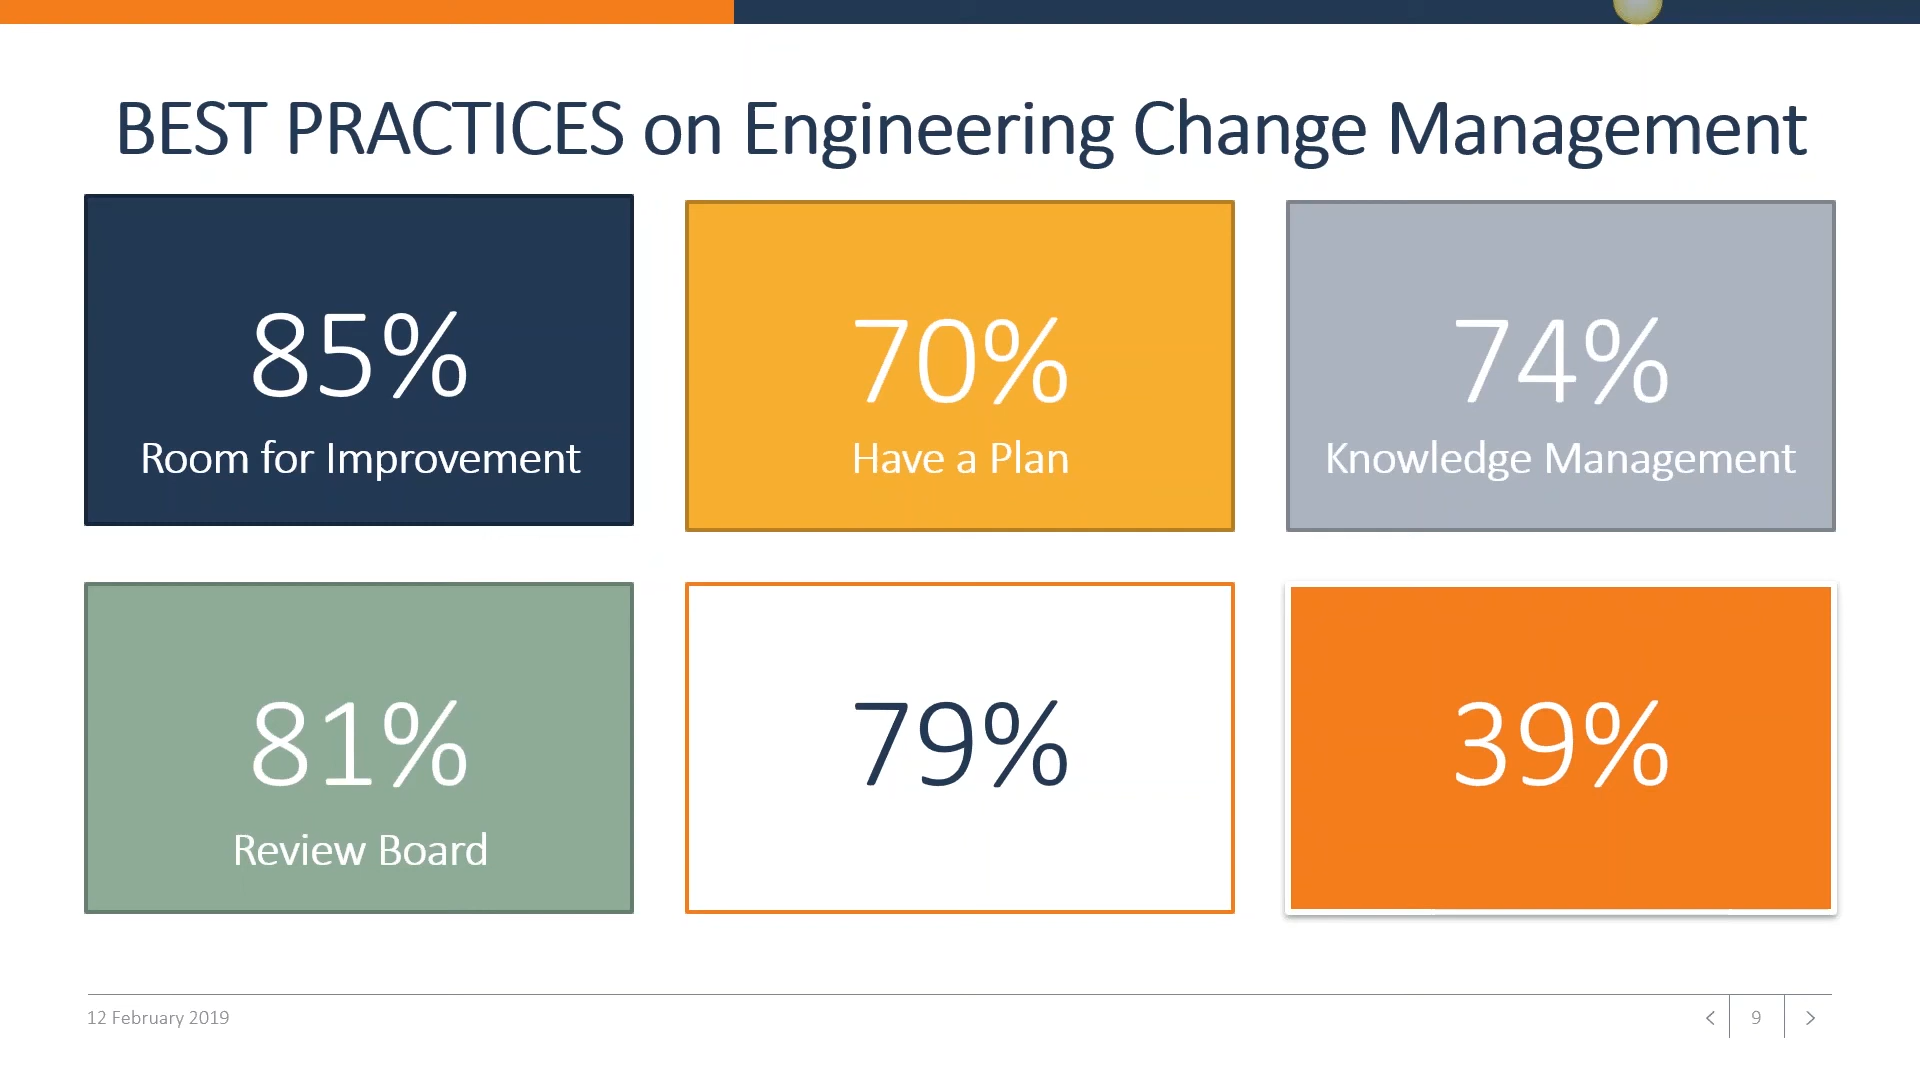 BEST PRACTICES on Engineering Change Management
85%
Room for Improvement
70%
Have a Plan
74%
Knowledge Management
81%
Review Board
79%
39%
12 February 2019
9